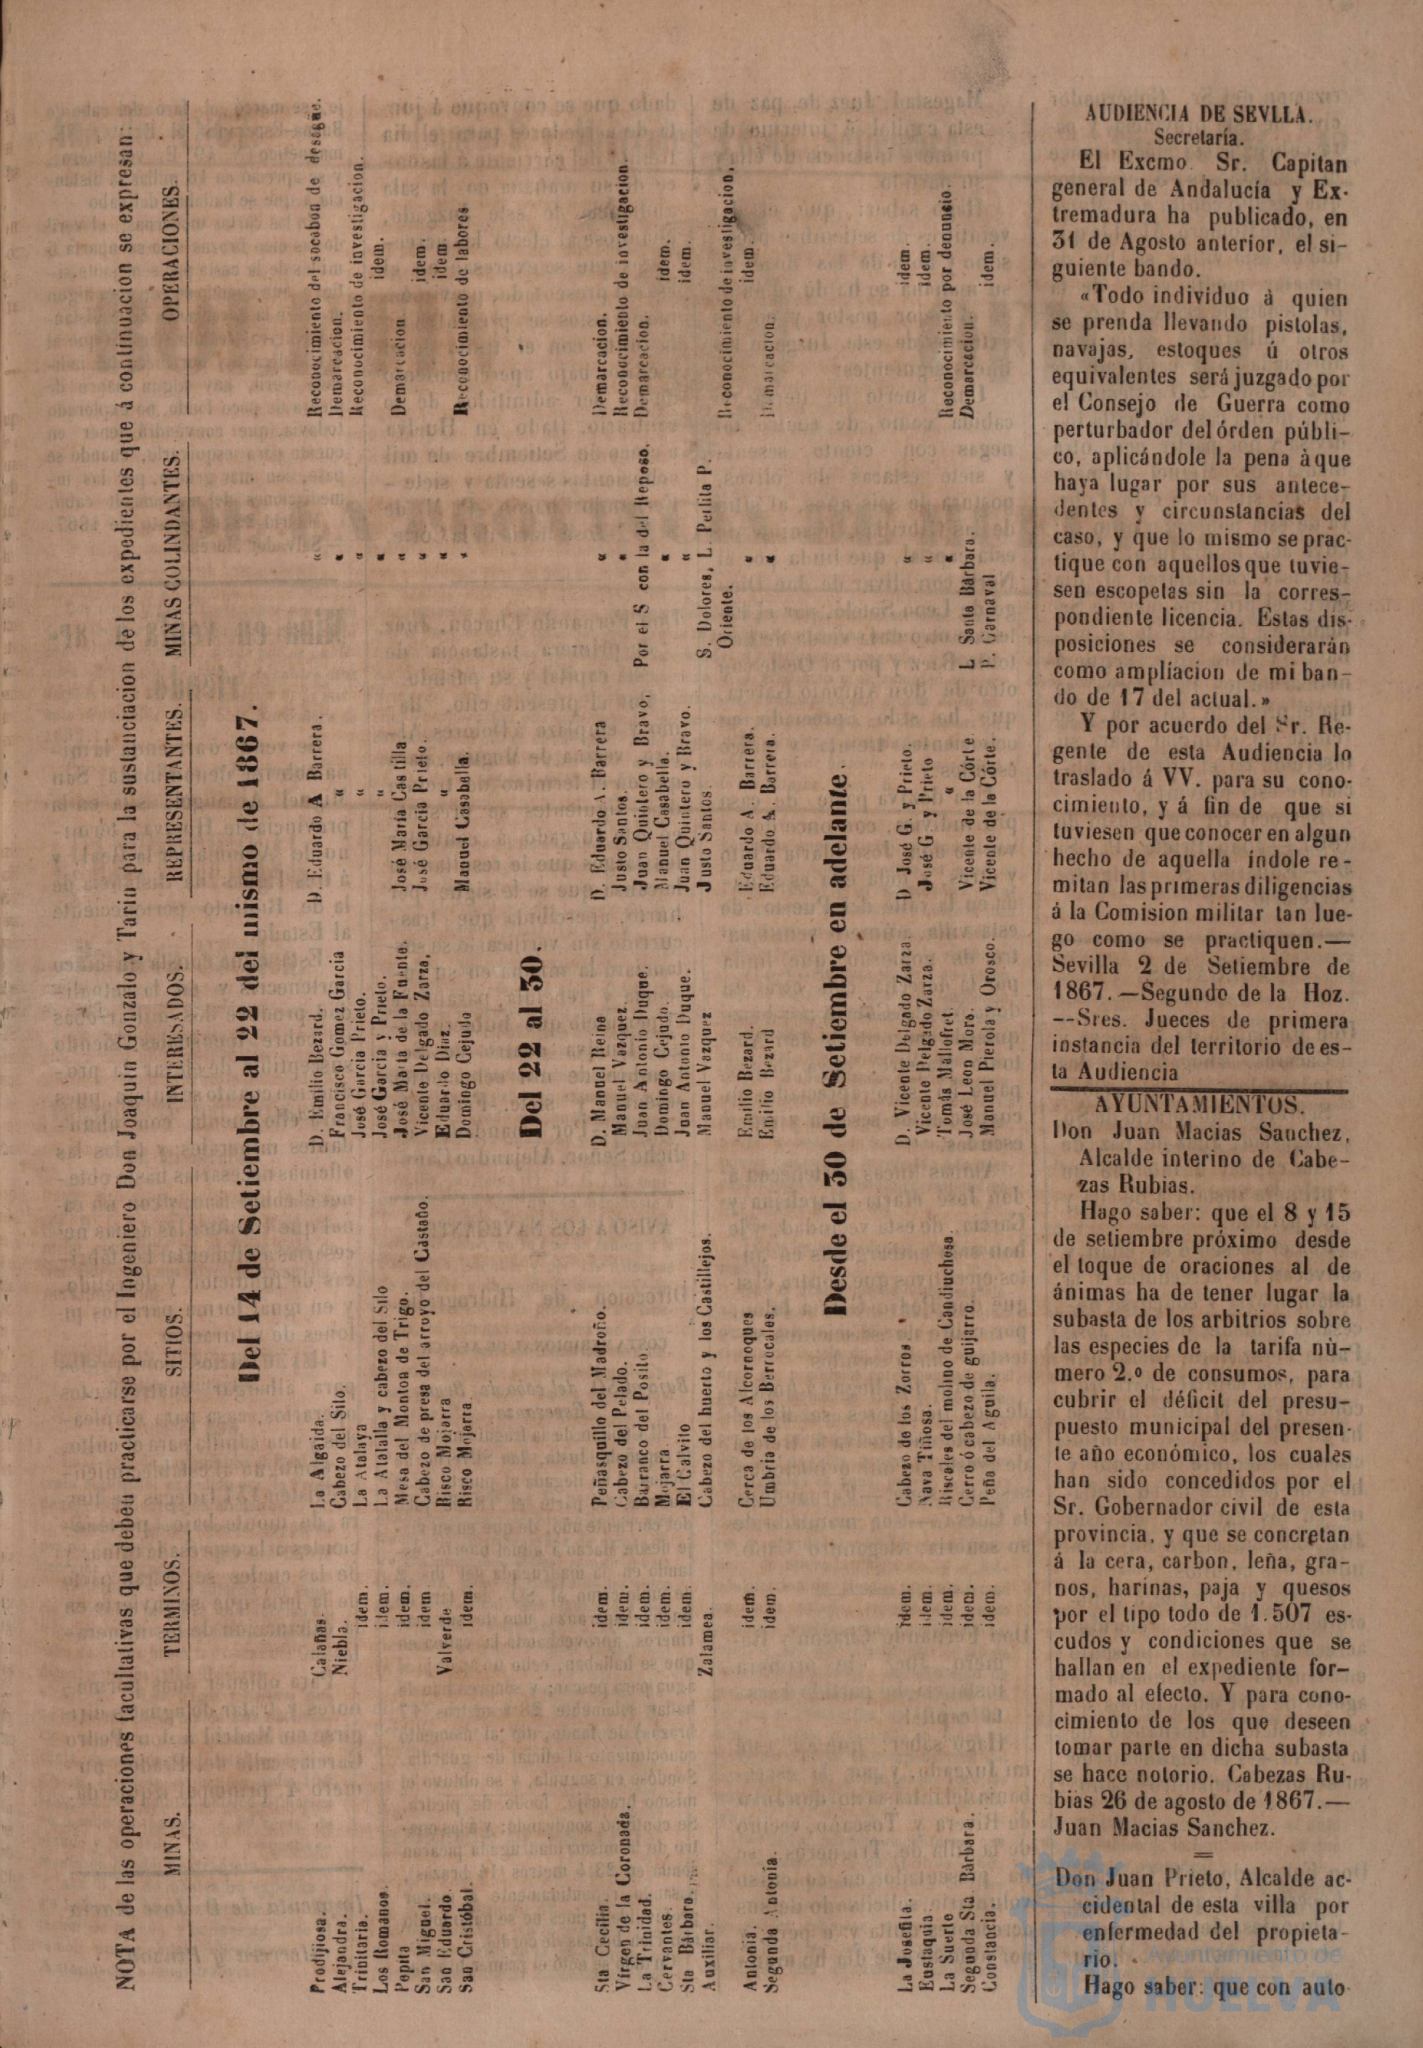 NOTA de las operaciones facultativas que deben practicarse por el Ingeniero Don Joaquin Gonzalo y Tarin para la sustanciacion de los expedientes que á continuacion se expresan:
MINAS. TERMINOS. SITIOS. INTERESADOS. REPRESENTANTES. MINAS COLINDANTES. OPERACIONES.
Del 14 de Setiembre al 22 del mismo de 1867.
Prodijiosa. Calañas. La Algaida. D. Emilio Bezard. D. Eduardo A Barrera. « Reconocimiento del socabon de desagüe.
Alejandra. Niebla. Cabezo del Silo. Francisco Gomez Garcia « « Demarcacion.
Trinitaria. idem. La Atalaya José Garcia Prieto. « « Reconocimiento de investigacion.
Los Romanos. idem. La Atalalla y cabezo del Silo José Garcia y Prieto. « « idem.
Pepita idem. Mesa del Monton de Trigo. José Maria de la Fuente. José María Castilla « Demarcacion
San Miguel. idem Cabezo de presa del arroyo del Castaño. Vicente Delgado Zarza, José Garcia Prieto. « idem.
San Eduardo. Valverde Risco Mojarra Eduardo Diaz. « « idem.
San Cristóbal. idem. Risco Mojarra. Domingo Cejudo Manuel Casabella. « Reconocimiento de labores
Del 22 al 30.
Sta Cecilia. idem. Peñasquillo del Madroño. D. Manuel Reina D. Eduardo A. Barrera « Demarcacion.
Virgen de la Coronada. idem. Cabezo del Pelado. Manuel Vazquez. Justo Santos. « Reconocimiento de investigacion
La Trinidad. idem. Barranco del Posito. Juan Antonio Duque. Juan Quintero y Bravo. Por el S con la del Reposo. Demarcacion.
Cervantes. idem. Mojarra Domingo Cejudo. Manuel Casabella. « idem.
Sta Bárbara. idem. El Calvito Juan Antonio Duque. Juan Quintero y Bravo. « idem.
Auxiliar. Zalamea. Cabezo del huerto y los Castillejos. Manuel Vazquez Justo Santos. S. Dolores, L. Perlita P.
Oriente. Reconocimiento de investigacion.
Antonia. idem. Cerca de los Alcornoques Emilio Bezard. Eduardo A. Barrera. « idem.
Segunda Antonia. idem. Umbria de los Berrocales. Emilio Bezard Eduardo A. Barrera. « Demarcacion.
Desde el 30 de Setiembre en adelante.
La Josefita. idem. Cabezo de los Zorros D. Vicente Delgado Zarza D José G. y Prieto. « idem.
Eustaquia. idem. Nava Tiñosa. Vicente Delgado Zarza. José G. y Prieto « idem.
La Suerte idem. Riscales del molino de Candiuchosa. Tomás Mallofret. « « Reconocimiento por denuncio.
Segunda Sta Bárbara. idem. Cerro ó cabezo de guijarro. José Leon Mora. Vicente de la Córte L. Santa Bárbara. Demarcacion.
Constancia. idem. Peña del Aguila. Manuel Pierola y Orosco. Vicente de la Córte. P. Carnaval idem.
AUDIENCIA DE SEVLLA.
Secretaría.
El Excmo. Sr. Capitan
general de Andalucía y Ex-
tremadura ha publicado, en
31 de Agosto anterior, el si-
guiente bando.
«Todo individuo à quien
se prenda llevando pistolas,
navajas, estoques ú otros
equivalentes será juzgado por
el Consejo de Guerra como
perturbador del órden públi-
co, aplicándole la pena àque
haya lugar por sus antece-
dentes y circunstancias del
caso, y que lo mismo se prac-
tique con aquellos que tuvie-
sen escopetas sin la corres-
pondiente licencia. Estas dis-
posiciones se considerarán
como ampliacion de mi ban-
do de 17 del actual.»
Y por acuerdo del Sr. Re-
gente de esta Audiencia lo
traslado á VV. para su cono-
cimiento, y á fin de que si
tuviesen que conocer en algun
hecho de aquella índole re-
mitan las primeras diligencias
á la Comision militar tan lue-
go como se practiquen.—
Sevilla 2 de Setiembre de
1867.—Segundo de la Hoz.
--Sres. Jueces de primera
instancia del territorio de es-
ta Audiencia
AYUNTAMIENTOS.
Don Juan Macias Sanchez,
Alcalde interino de Cabe-
zas Rubias.
Hago saber: que el 8 y 15
de setiembre próximo desde
el toque de oraciones al de
ánimas ha de tener lugar la
subasta de los arbitrios sobre
las especies de la tarifa nù-
mero 2.º de consumos, para
cubrir el déficit del presu-
puesto municipal del presen-
te año económico, los cuales
han sido concedidos por el
Sr. Gobernador civil de esta
provincia, y que se concretan
á la cera, carbon, leña, gra-
nos, harinas, paja y quesos
por el tipo todo de 1.507 es-
cudos y condiciones que se
hallan en el expediente for-
mado al efecto. Y para cono-
cimiento de los que deseen
tomar parte en dicha subasta
se hace notorio. Cabezas Ru-
bias 26 de agosto de 1867.—
Juan Macias Sanchez.
Don Juan Prieto, Alcalde ac-
cidental de esta villa por
enfermedad del propieta-
rio.
Hago saber: que con auto-
Ayuntamiento de
HUELVA